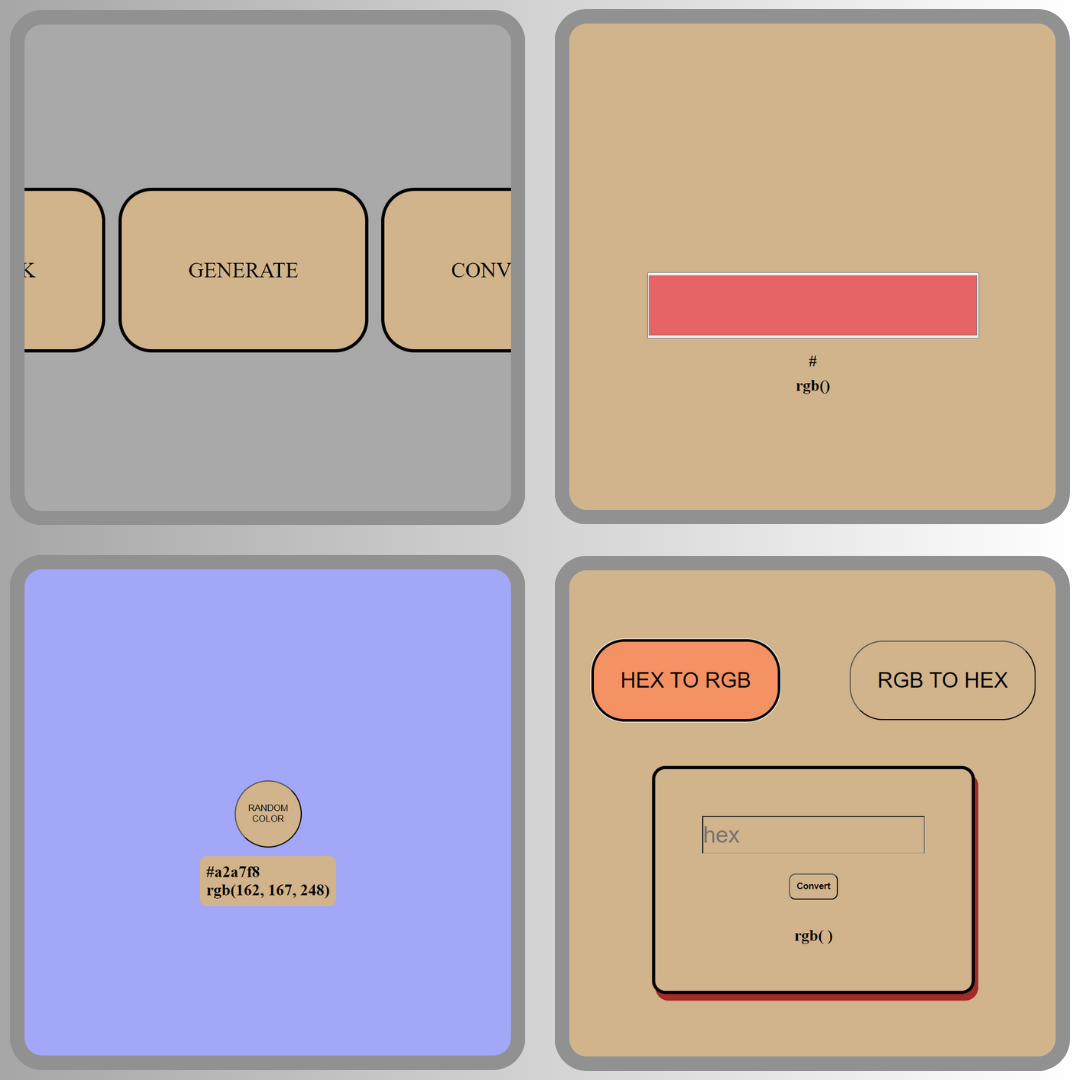 K
GENERATE
CONV
#
rgb()
RANDOM
COLOR
#a2a7f8
rgb(162, 167, 248)
HEX TO RGB
RGB TO HEX
hex
Convert
rgb( )